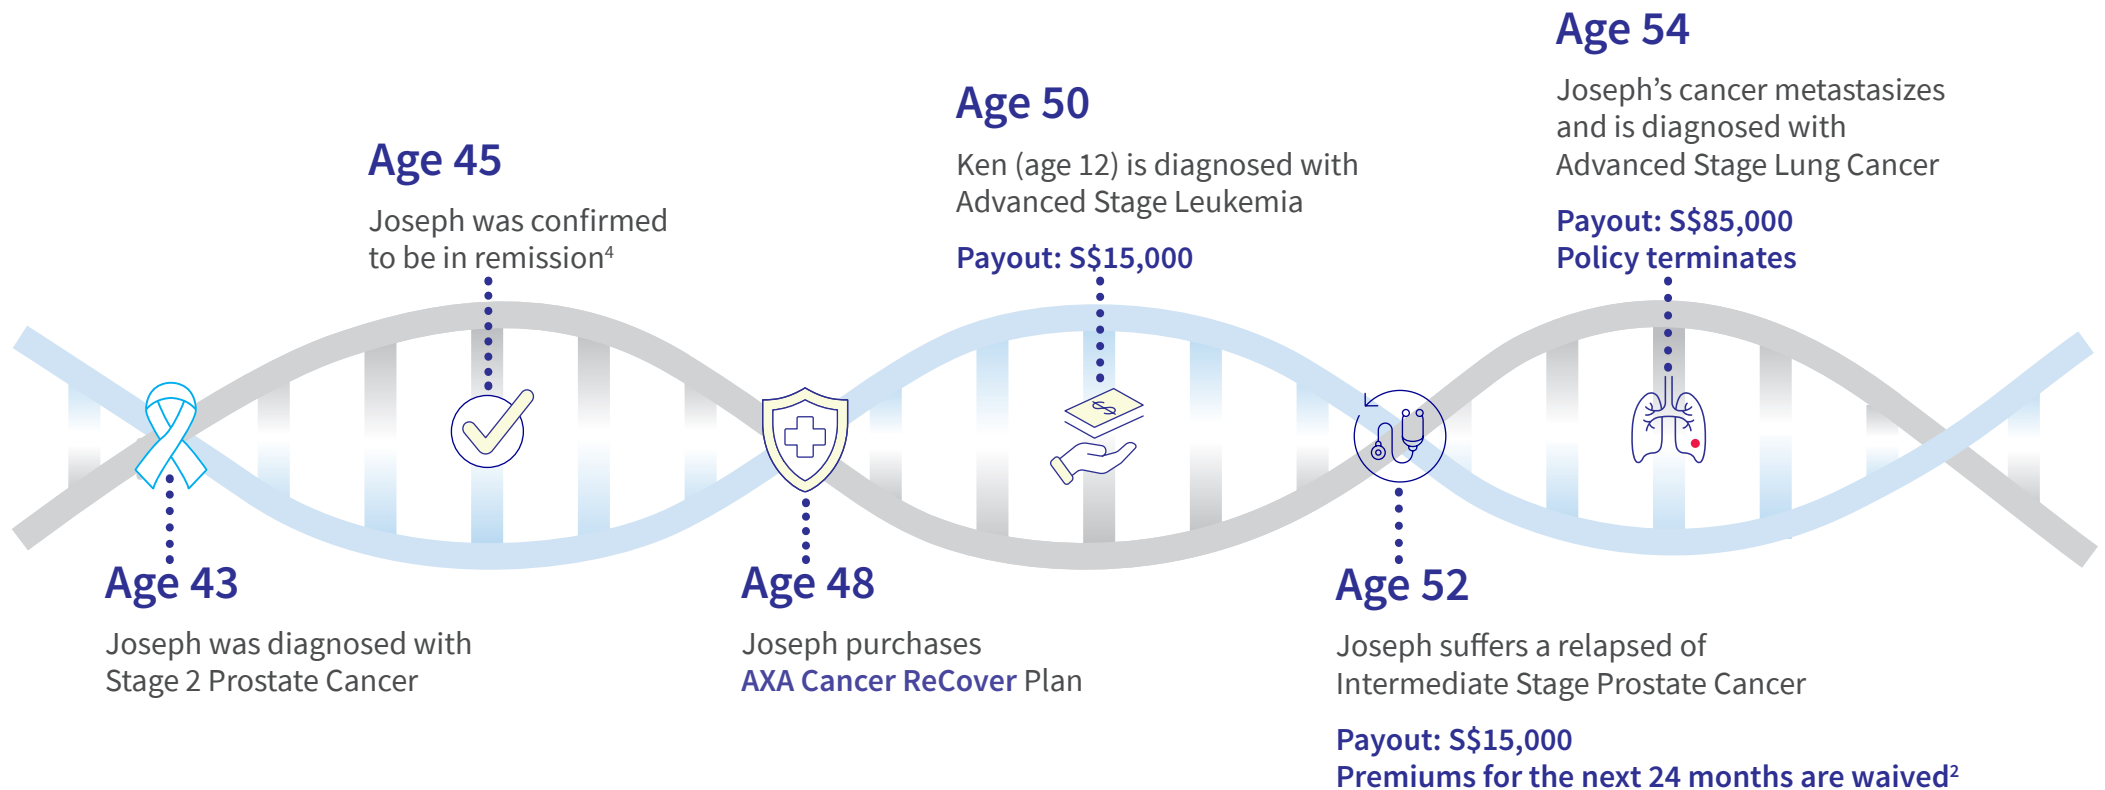 Age 43
Joseph was diagnosed with
Stage 2 Prostate Cancer
Age 45
Joseph was confirmed
to be in remission⁴
Age 48
Joseph purchases
AXA Cancer ReCover Plan
Age 50
Ken (age 12) is diagnosed with
Advanced Stage Leukemia
Payout: S$15,000
$
Age 52
Joseph suffers a relapsed of
Intermediate Stage Prostate Cancer
Payout: S$15,000
Premiums for the next 24 months are waived²
Age 54
Joseph’s cancer metastasizes
and is diagnosed with
Advanced Stage Lung Cancer
Payout: S$85,000
Policy terminates